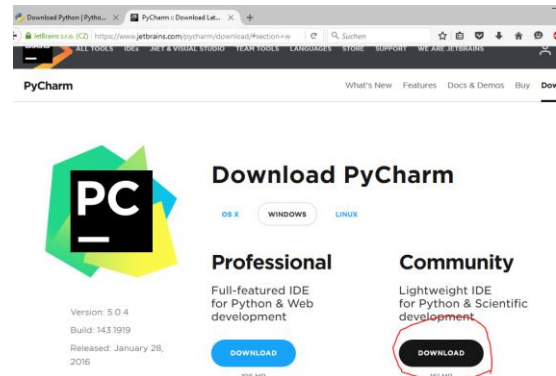 Download Python | Pytho...
PyCharm :: Download Lat...
JetBrains s.r.o. (CZ)
https://www.jetbrains.com/pycharm/download/#section=w
Suchen
ALL TOOLS IDEs .NET & VISUAL STUDIO TEAM TOOLS LANGUAGES STORE SUPPORT WE ARE JETBRAINS
PyCharm
What's New Features Docs & Demos Buy Dow
PC
Download PyCharm
OS X WINDOWS LINUX
Professional
Full-featured IDE
for Python & Web
development
DOWNLOAD
Community
Lightweight IDE
for Python & Scientific
development
DOWNLOAD
Version: 5.0.4
Build: 143.1919
Released: January 28,
2016